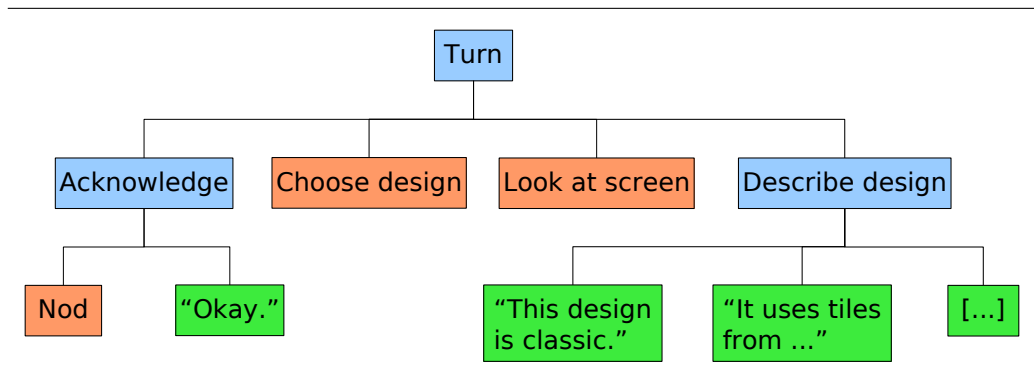 Turn
Acknowledge
Choose design
Look at screen
Describe design
Nod
“Okay.”
“This design
is classic.”
“It uses tiles
from ...”
[...]